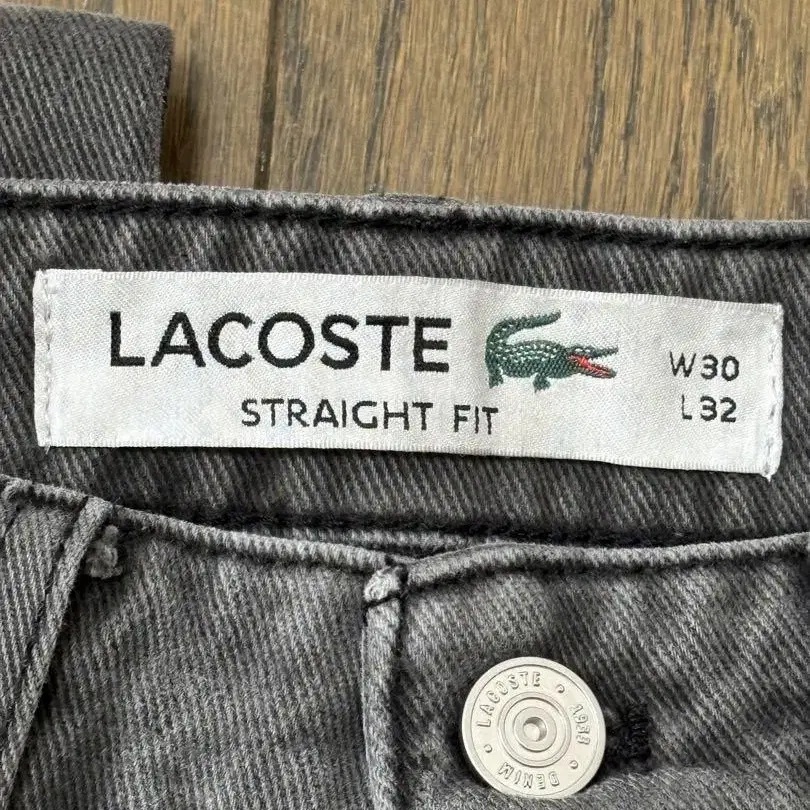 LACOSTE
STRAIGHT FIT
W30
L32
LACOSTE • 1933 • DENIM •